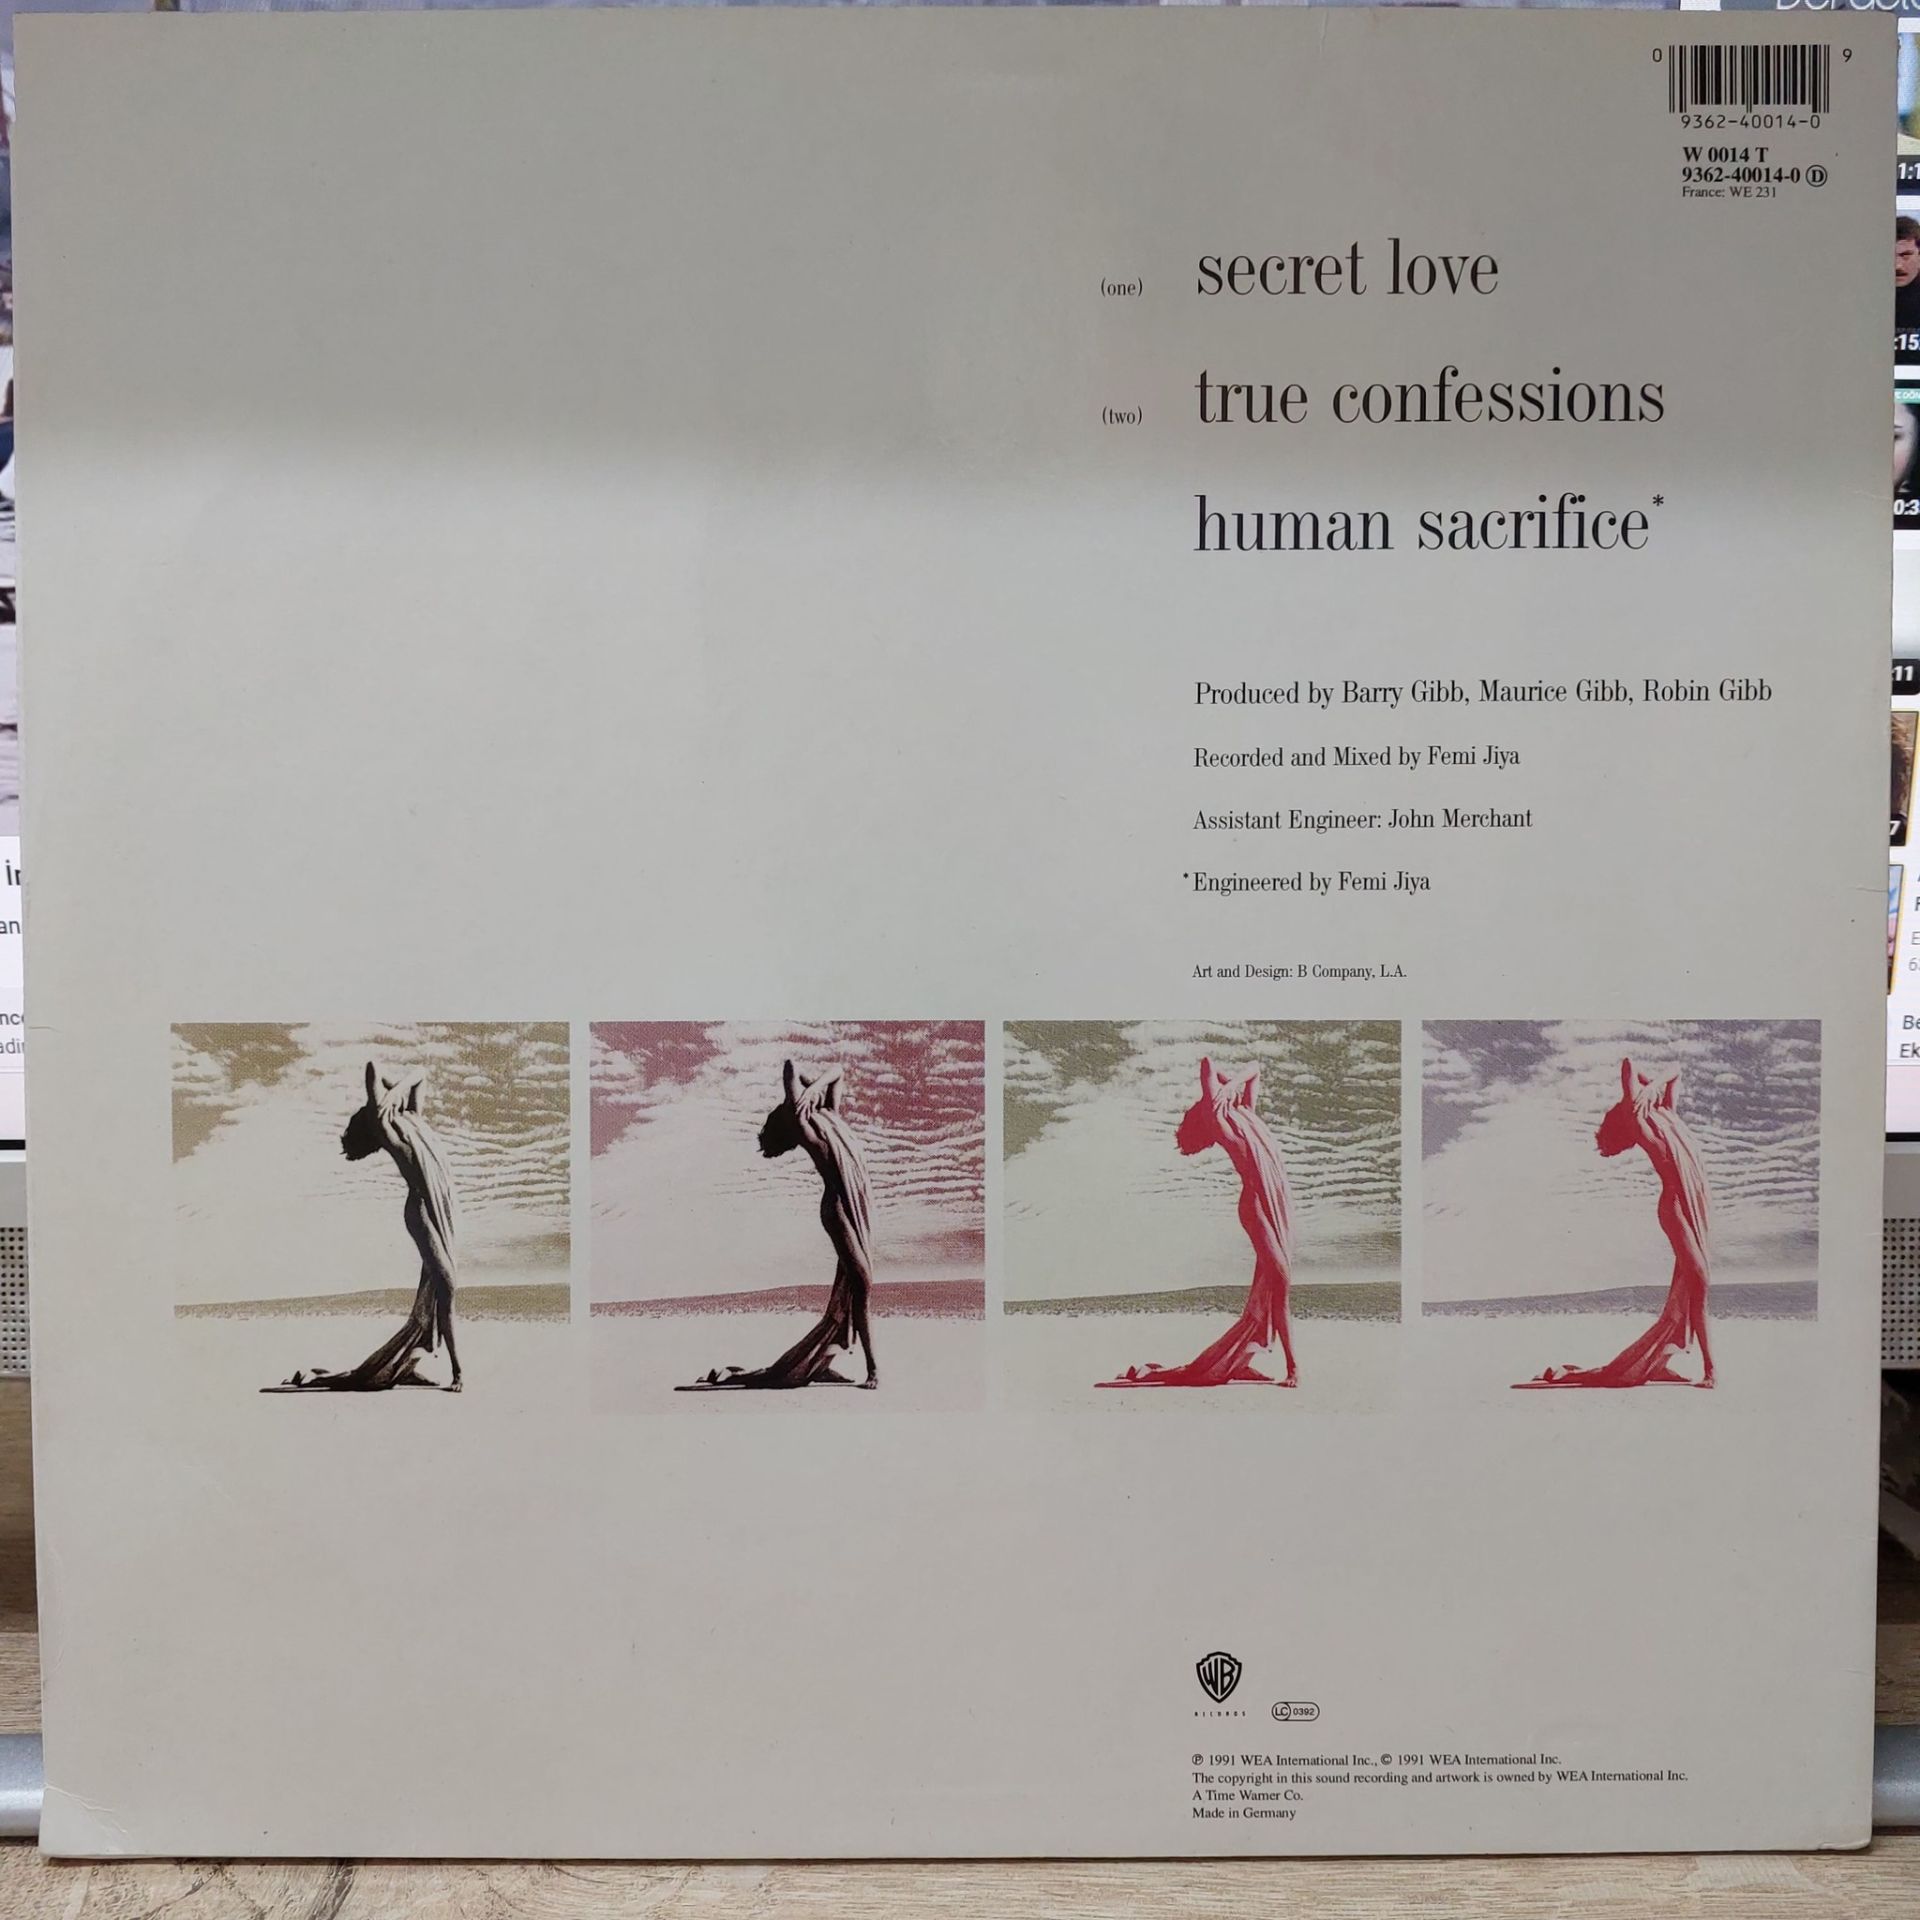 0 9
9362-40014-0
W 0014 T
9362-40014-0 Ⓓ
France: WE 231
(one) secret love
(two) true confessions
human sacrifice*
Produced by Barry Gibb, Maurice Gibb, Robin Gibb
Recorded and Mixed by Femi Jiya
Assistant Engineer: John Merchant
*Engineered by Femi Jiya
Art and Design: B Company, L.A.
WB
RECORDS
LC 0392
℗ 1991 WEA International Inc., © 1991 WEA International Inc.
The copyright in this sound recording and artwork is owned by WEA International Inc.
A Time Warner Co.
Made in Germany